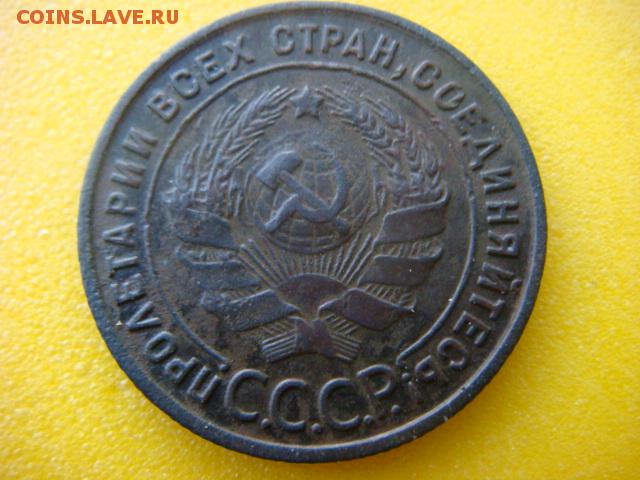 COINS.LAVE.RU
ПРОЛЕТАРИИ ВСЕХ СТРАН, СОЕДИНЯЙТЕСЬ!
С.С.С.Р.